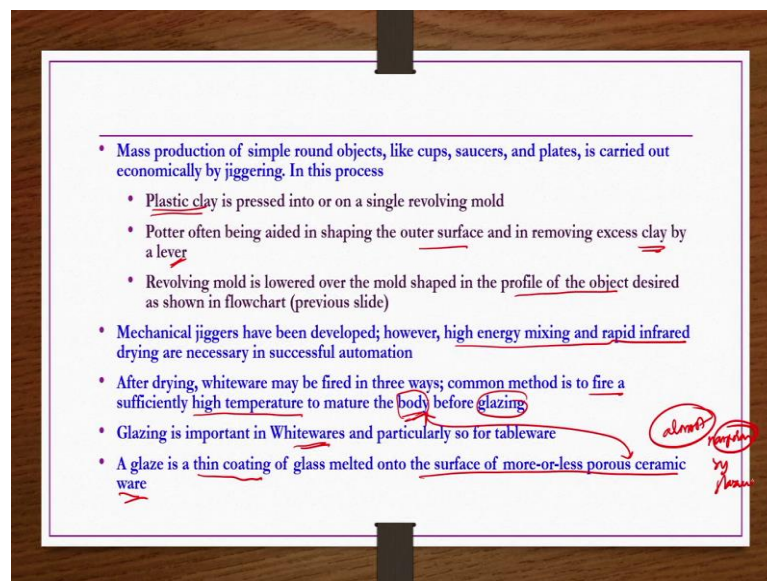 • Mass production of simple round objects, like cups, saucers, and plates, is carried out
economically by jiggering. In this process
• Plastic clay is pressed into or on a single revolving mold
• Potter often being aided in shaping the outer surface and in removing excess clay by
a lever
• Revolving mold is lowered over the mold shaped in the profile of the object desired
as shown in flowchart (previous slide)
• Mechanical jiggers have been developed; however, high energy mixing and rapid infrared
drying are necessary in successful automation
• After drying, whiteware may be fired in three ways; common method is to fire a
sufficiently high temperature to mature the body before glazing
• Glazing is important in Whitewares and particularly so for tableware
• A glaze is a thin coating of glass melted onto the surface of more-or-less porous ceramic
ware
almost
by